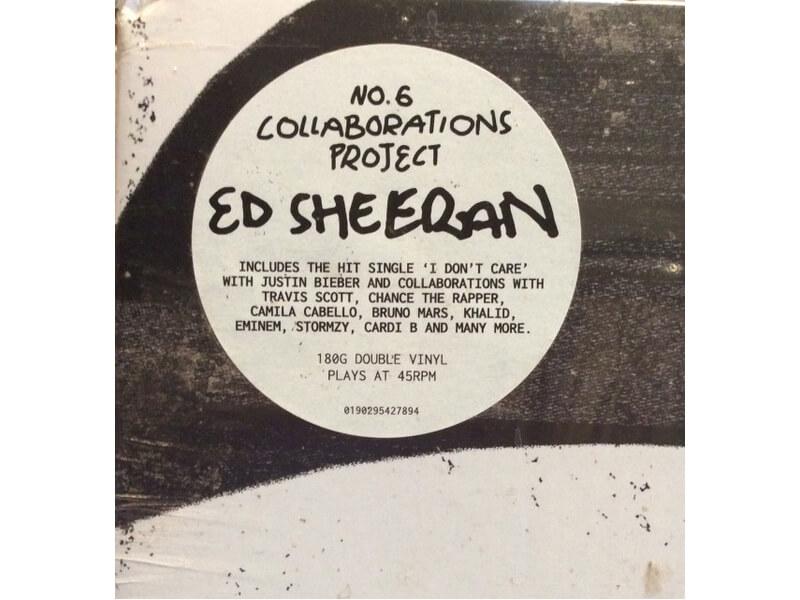 NO.6
COLLABORATIONS
PROJECT
ED SHEERAN
INCLUDES THE HIT SINGLE ‘I DON’T CARE’
WITH JUSTIN BIEBER AND COLLABORATIONS WITH
TRAVIS SCOTT, CHANCE THE RAPPER,
CAMILA CABELLO, BRUNO MARS, KHALID,
EMINEM, STORMZY, CARDI B AND MANY MORE.
180G DOUBLE VINYL
PLAYS AT 45RPM
0190295427894